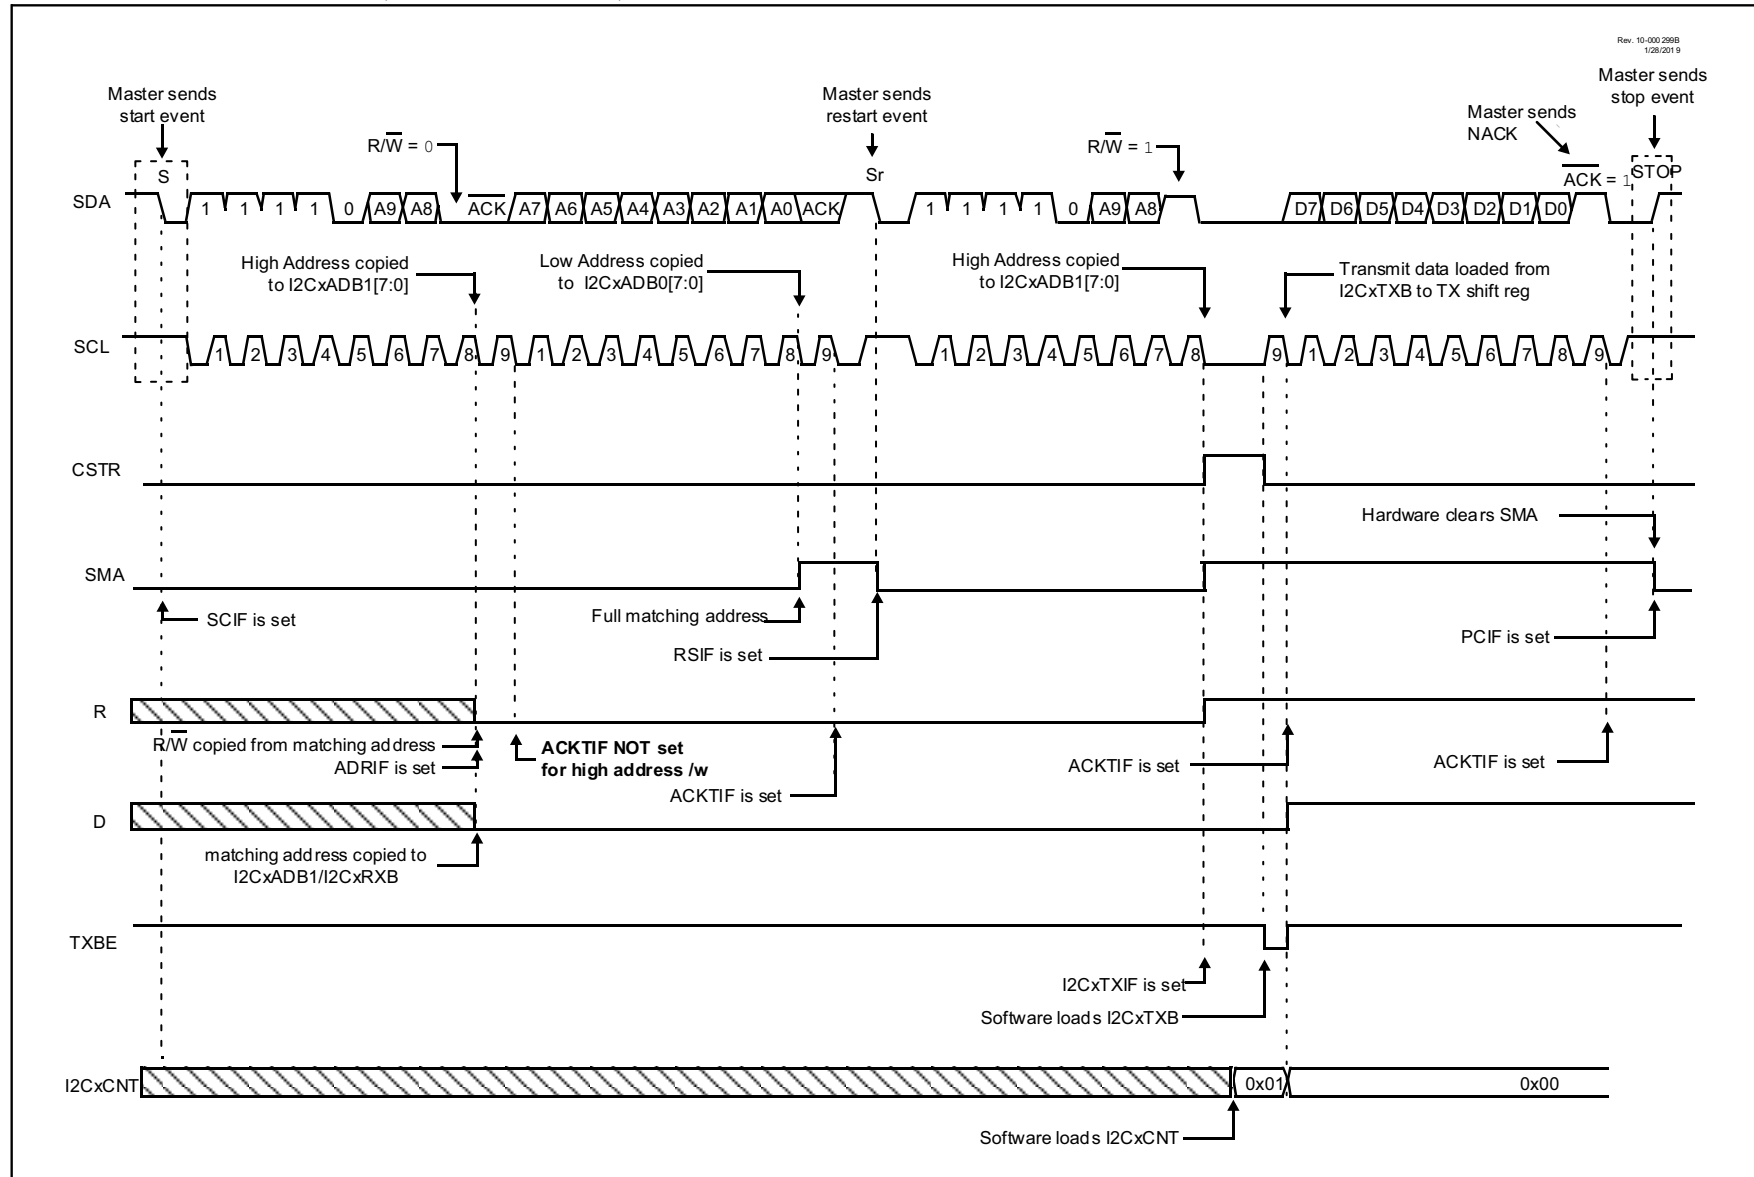 Rev. 10-000 299B
1/28/201 9
Master sends
start event
Master sends
restart event
Master sends
stop event
Master sends
NACK
R/W = 0
R/W = 1
S
Sr
ACK = 1
STOP
SDA
1 1 1 1 0 A9 A8 ACK A7 A6 A5 A4 A3 A2 A1 A0 ACK 1 1 1 1 0 A9 A8 D7 D6 D5 D4 D3 D2 D1 D0
High Address copied
to I2CxADB1[7:0]
Low Address copied
to I2CxADB0[7:0]
High Address copied
to I2CxADB1[7:0]
Transmit data loaded from
I2CxTXB to TX shift reg
SCL
1 2 3 4 5 6 7 8 9 1 2 3 4 5 6 7 8 9 1 2 3 4 5 6 7 8 9 1 2 3 4 5 6 7 8 9
CSTR
Hardware clears SMA
SMA
SCIF is set
Full matching address
RSIF is set
PCIF is set
R
R/W copied from matching address
ADRIF is set
ACKTIF NOT set
for high address /w
ACKTIF is set
ACKTIF is set
ACKTIF is set
D
matching address copied to
I2CxADB1/I2CxRXB
TXBE
I2CxTXIF is set
Software loads I2CxTXB
I2CxCNT
0x01
0x00
Software loads I2CxCNT